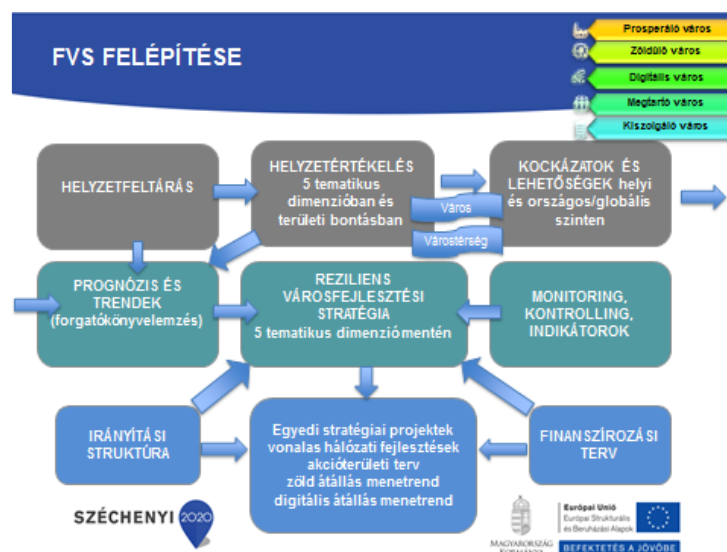 FVS FELÉPÍTÉSE
Prosperáló város
Zöldülő város
Digitális város
Megtartó város
Kiszolgáló város
HELYZETFELTÁRÁS
HELYZETÉRTÉKELÉS
5 tematikus
dimenzióban és
területi bontásban
KOCKÁZATOK ÉS
LEHETŐSÉGEK helyi
és országos/globális
szinten
Város
Várostérség
PROGNÓZIS ÉS
TRENDEK
(forgatókönyvelemzés)
REZILIENS
VÁROSFEJLESZTÉSI
STRATÉGIA
5 tematikus dimenzió mentén
MONITORING,
KONTROLLING,
INDIKÁTOROK
IRÁNYÍTÁSI
STRUKTÚRA
Egyedi stratégiai projektek
vonalas hálózati fejlesztések
akcióterületi terv
zöld átállás menetrend
digitális átállás menetrend
FINANSZÍROZÁSI
TERV
SZÉCHENYI 2020
MAGYARORSZÁG
KORMÁNYA
Európai Unió
Európai Strukturális
és Beruházási Alapok
BEFEKTETÉS A JÖVŐBE